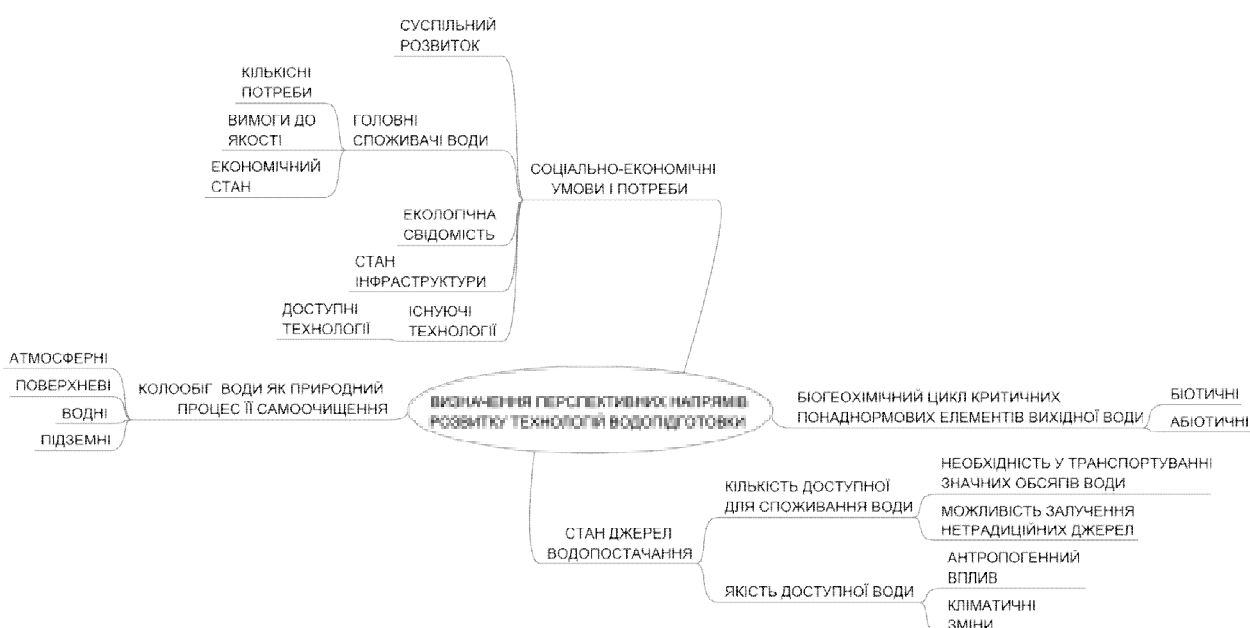 СУСПІЛЬНИЙ
РОЗВИТОК
КІЛЬКІСНІ
ПОТРЕБИ
ВИМОГИ ДО
ЯКОСТІ
ЕКОНОМІЧНИЙ
СТАН
ГОЛОВНІ
СПОЖИВАЧІ ВОДИ
СОЦІАЛЬНО-ЕКОНОМІЧНІ
УМОВИ І ПОТРЕБИ
ЕКОЛОГІЧНА
СВІДОМІСТЬ
СТАН
ІНФРАСТРУКТУРИ
ДОСТУПНІ
ТЕХНОЛОГІЇ
ІСНУЮЧІ
ТЕХНОЛОГІЇ
АТМОСФЕРНІ
ПОВЕРХНЕВІ
ВОДНІ
ПІДЗЕМНІ
КОЛООБІГ ВОДИ ЯК ПРИРОДНИЙ
ПРОЦЕС ЇЇ САМООЧИЩЕННЯ
ВИЗНАЧЕННЯ ПЕРСПЕКТИВНИХ НАПРЯМІВ
РОЗВИТКУ ТЕХНОЛОГІЙ ВОДОПІДГОТОВКИ
БІОГЕОХІМІЧНИЙ ЦИКЛ КРИТИЧНИХ
ПОНАДНОРМОВИХ ЕЛЕМЕНТІВ ВИХІДНОЇ ВОДИ
БІОТИЧНІ
АБІОТИЧНІ
СТАН ДЖЕРЕЛ
ВОДОПОСТАЧАННЯ
КІЛЬКІСТЬ ДОСТУПНОЇ
ДЛЯ СПОЖИВАННЯ ВОДИ
НЕОБХІДНІСТЬ У ТРАНСПОРТУВАННІ
ЗНАЧНИХ ОБСЯГІВ ВОДИ
МОЖЛИВІСТЬ ЗАЛУЧЕННЯ
НЕТРАДИЦІЙНИХ ДЖЕРЕЛ
ЯКІСТЬ ДОСТУПНОЇ ВОДИ
АНТРОПОГЕННИЙ
ВПЛИВ
КЛІМАТИЧНІ
ЗМІНИ